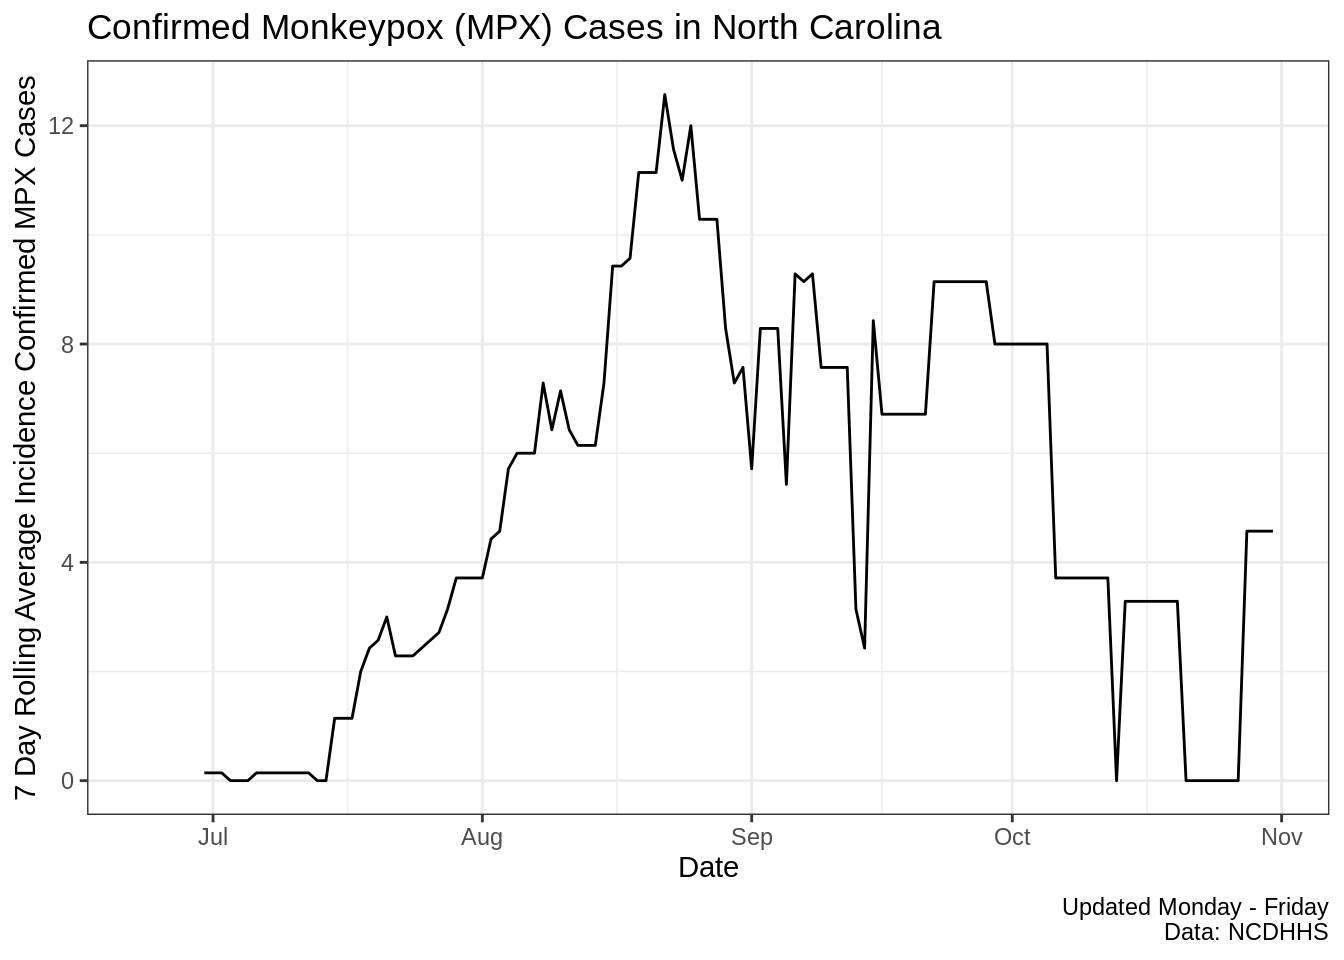 Confirmed Monkeypox (MPX) Cases in North Carolina
7 Day Rolling Average Incidence Confirmed MPX Cases
12
8
4
0
Jul Aug Sep Oct Nov
Date
Updated Monday - Friday
Data: NCDHHS